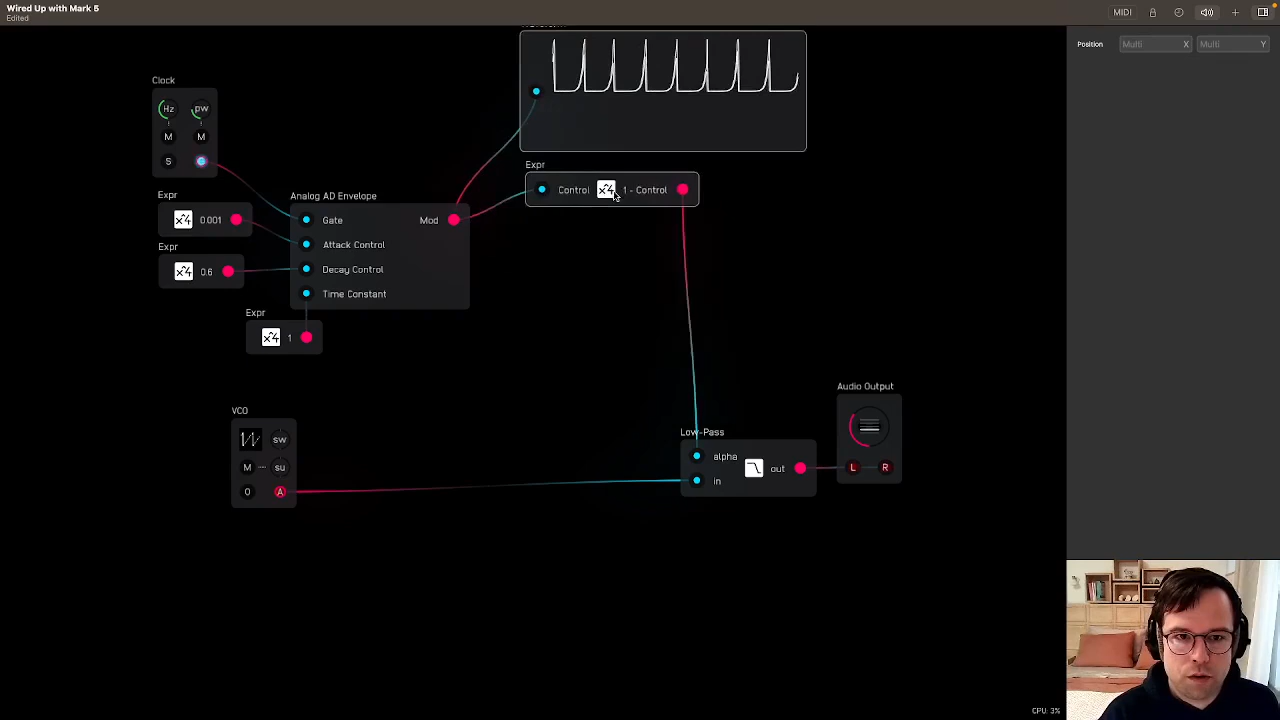 Wired Up with Mark 5
Edited
MIDI
Position
Multi
X
Multi
Y
Clock
Hz
pw
M
M
S
G
Expr
0.001
Expr
0.6
Analog AD Envelope
Gate
Mod
Attack Control
Decay Control
Time Constant
Expr
1
Expr
Control
x^4
1 - Control
VCO
sw
M
su
O
A
Low-Pass
alpha
in
out
Audio Output
L
R
CPU: 3%